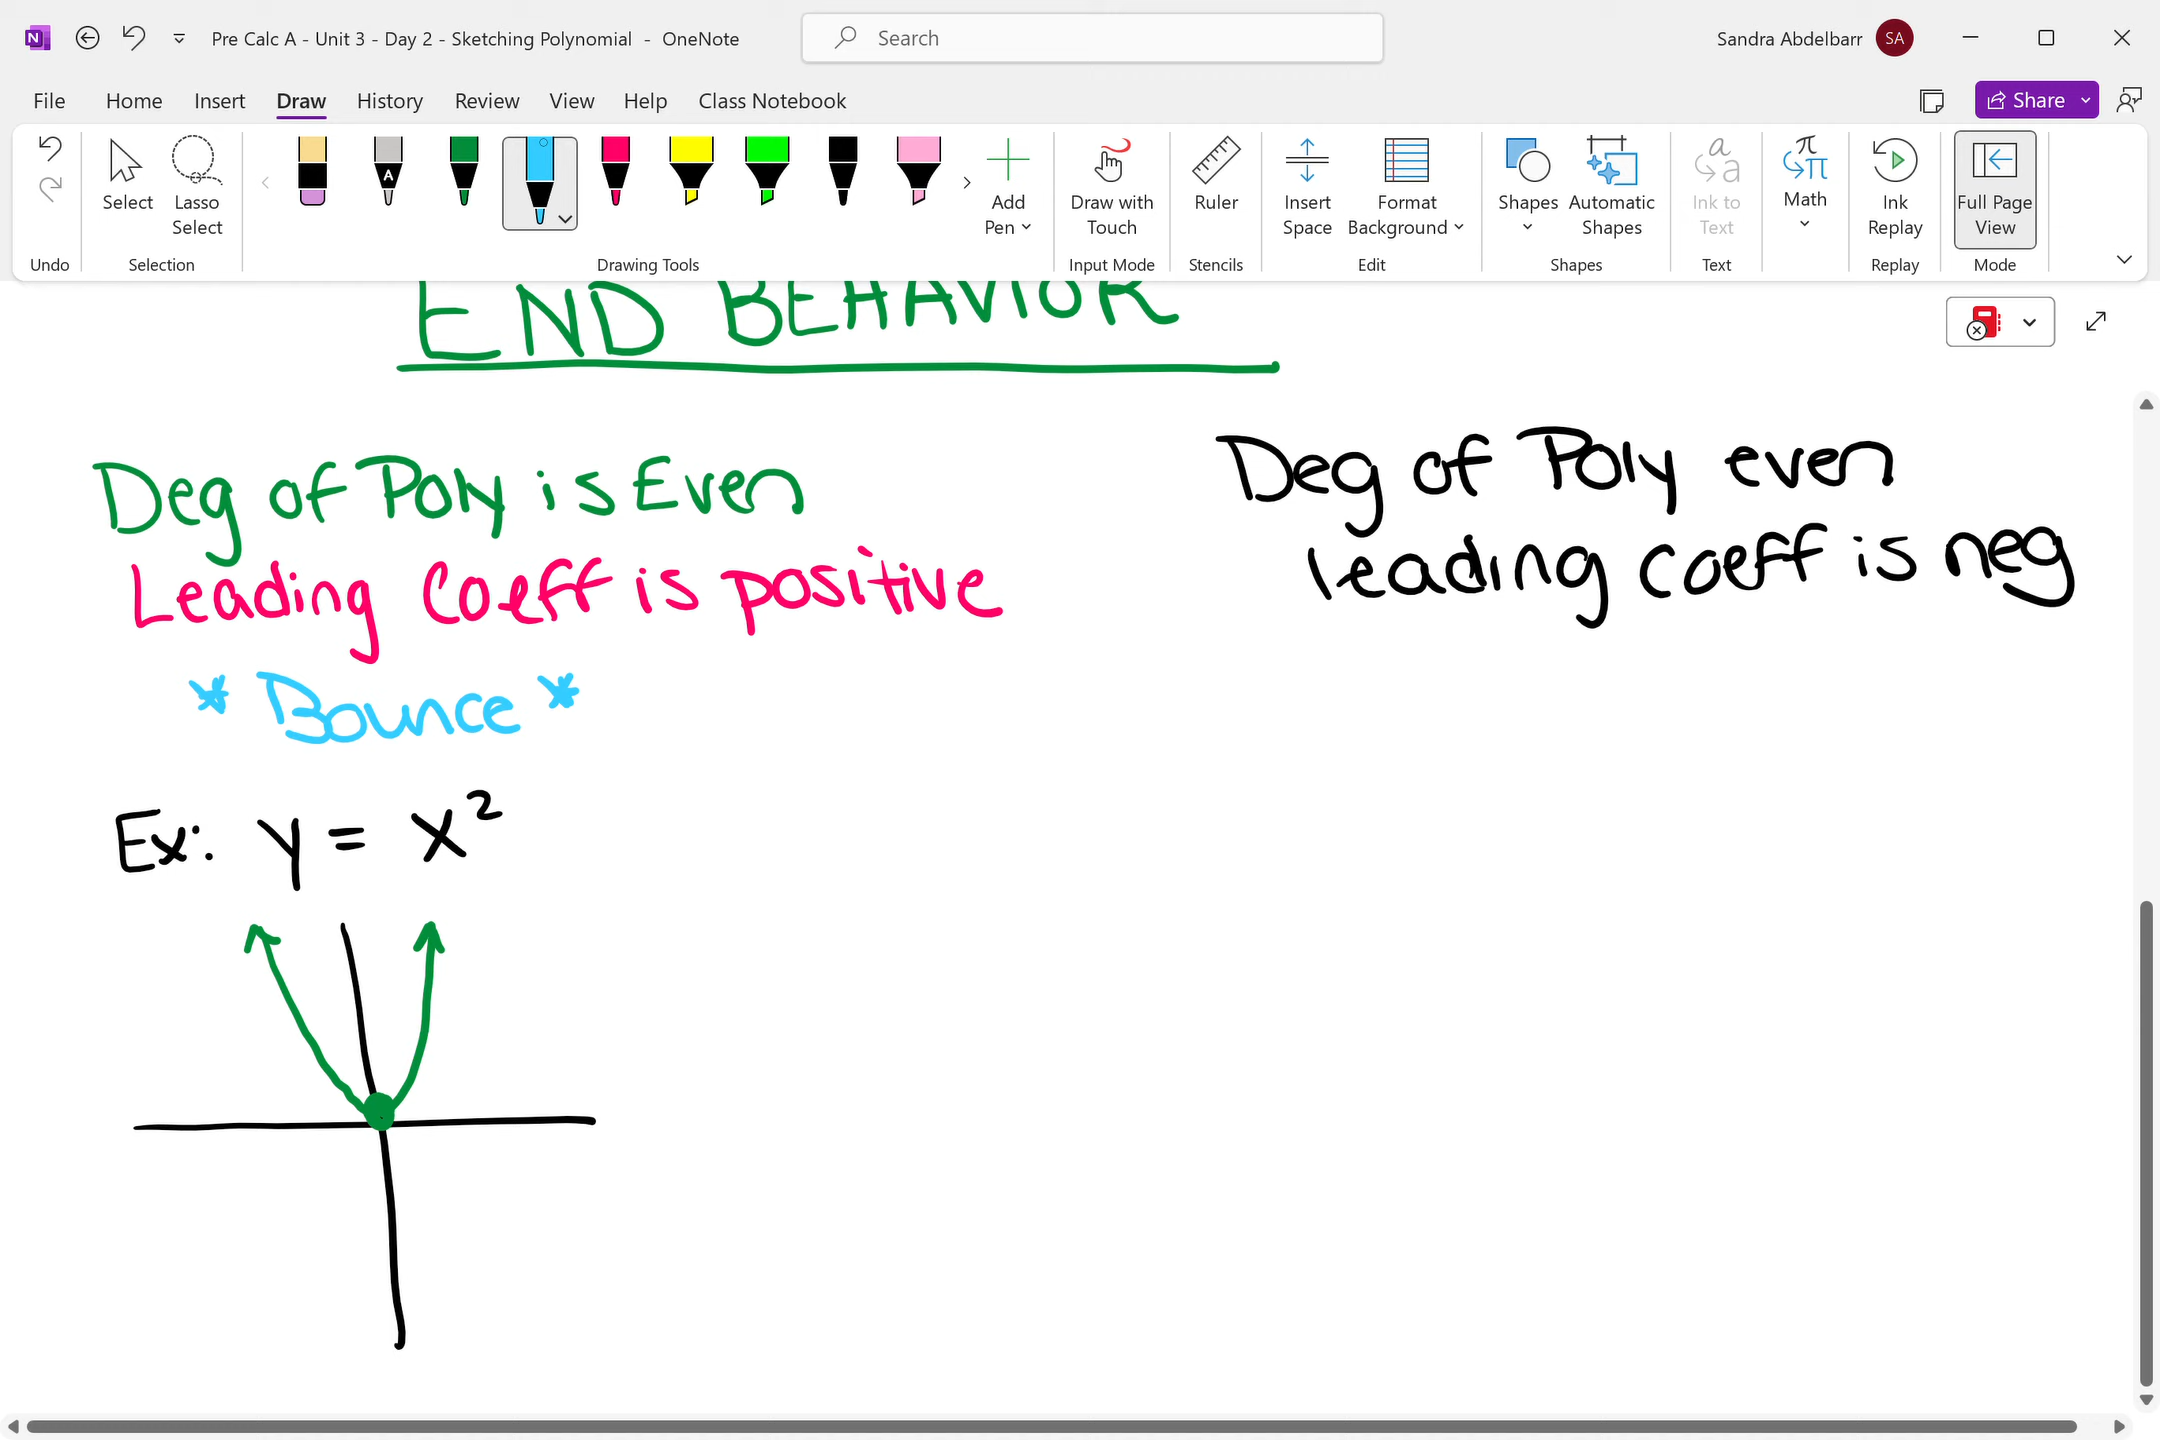 Pre Calc A - Unit 3 - Day 2 - Sketching Polynomial - OneNote
Search
Sandra Abdelbarr SA
File Home Insert Draw History Review View Help Class Notebook
Share
Select
Lasso Select
A
Add Pen
Draw with Touch
Ruler
Insert Space
Format Background
Shapes
Automatic Shapes
a a
Ink to Text
π π
Math
Ink Replay
Full Page View
Undo Selection Drawing Tools Input Mode Stencils Edit Shapes Text Replay Mode
END BEHAVIOR
Deg of Poly is Even
Leading Coeff is positive
* Bounce *
Ex: y = x²
Deg of Poly even
leading coeff is neg